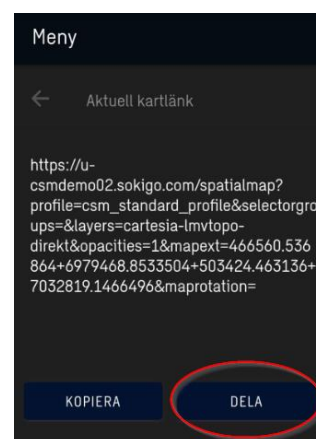 Meny
← Aktuell kartlänk
https://u-
csmdemo02.sokigo.com/spatialmap?
profile=csm_standard_profile&selectorgro
ups=&layers=cartesia-lmvtopo-
direkt&opacities=1&mapext=466560.536
864+6979468.8533504+503424.463136+
7032819.1466496&maprotation=
KOPIERA DELA